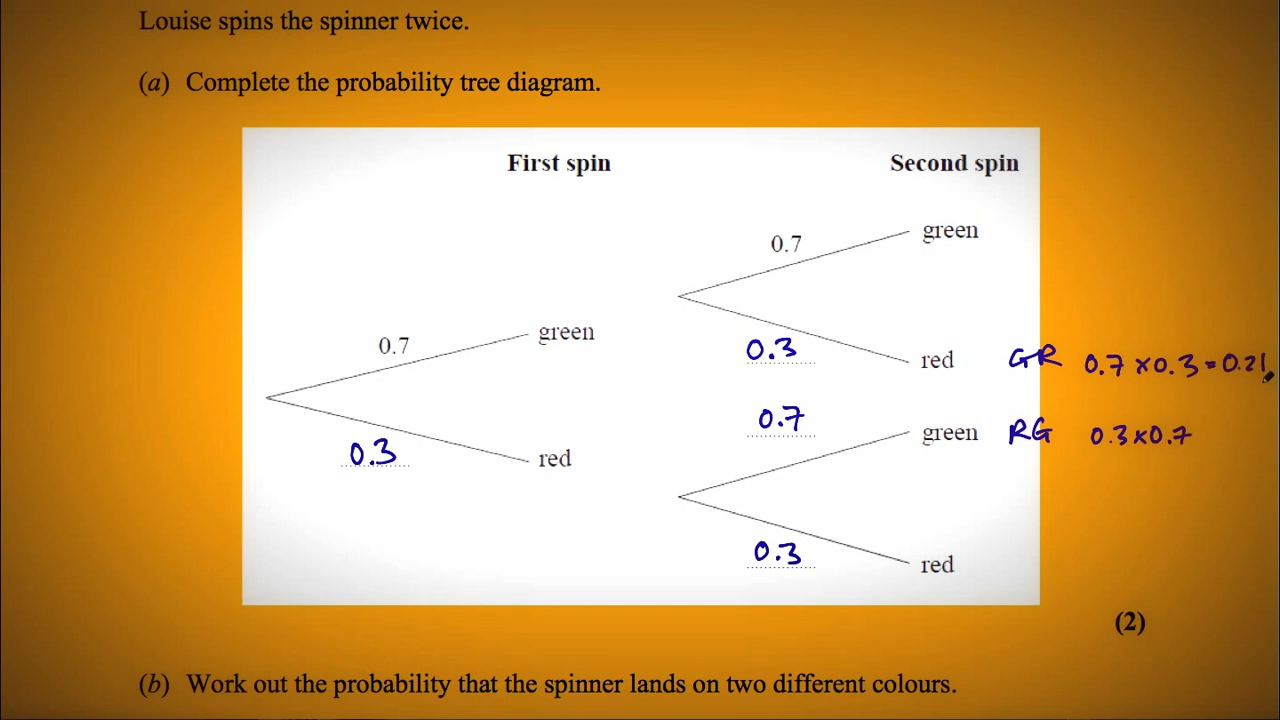 Louise spins the spinner twice.
(a) Complete the probability tree diagram.
First spin Second spin
0.7 green
0.7 green
0.3 red GR 0.7 × 0.3 = 0.21
0.3 red
0.7 green RG 0.3 × 0.7
0.3 red
(2)
(b) Work out the probability that the spinner lands on two different colours.